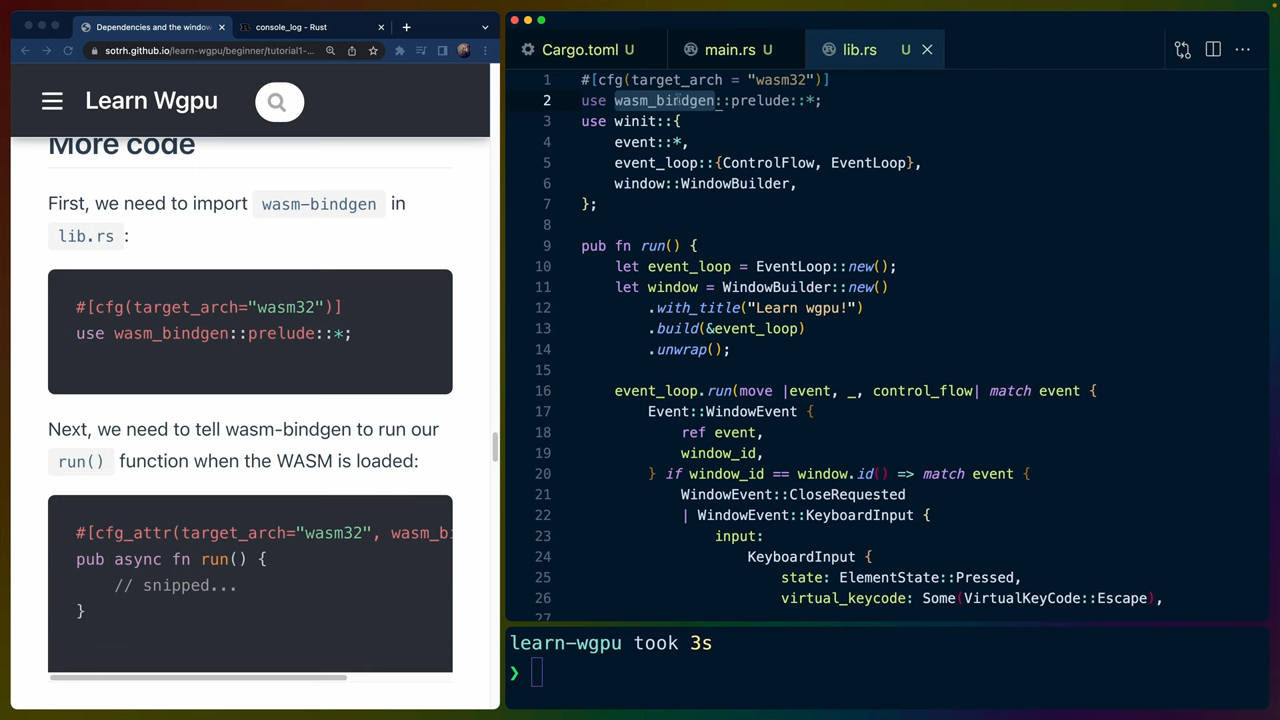 Dependencies and the window
console_log - Rust
sotrh.github.io/learn-wgpu/beginner/tutorial1-...
Learn Wgpu
More code
First, we need to import wasm-bindgen in
lib.rs :
#[cfg(target_arch="wasm32")]
use wasm_bindgen::prelude::*;
Next, we need to tell wasm-bindgen to run our
run() function when the WASM is loaded:
#[cfg_attr(target_arch="wasm32", wasm_bi
pub async fn run() {
// snipped...
}
Cargo.toml U
main.rs U
lib.rs U
1 #[cfg(target_arch = "wasm32")]
2 use wasm_bindgen::prelude::*;
3 use winit::{
4 event::*,
5 event_loop::{ControlFlow, EventLoop},
6 window::WindowBuilder,
7 };
8
9 pub fn run() {
10 let event_loop = EventLoop::new();
11 let window = WindowBuilder::new()
12 .with_title("Learn wgpu!")
13 .build(&event_loop)
14 .unwrap();
15
16 event_loop.run(move |event, _, control_flow| match event {
17 Event::WindowEvent {
18 ref event,
19 window_id,
20 } if window_id == window.id() => match event {
21 WindowEvent::CloseRequested
22 | WindowEvent::KeyboardInput {
23 input:
24 KeyboardInput {
25 state: ElementState::Pressed,
26 virtual_keycode: Some(VirtualKeyCode::Escape),
27
learn-wgpu took 3s
❯